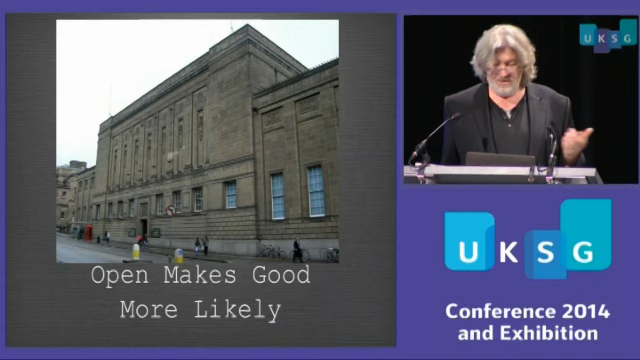 Open Makes Good
More Likely
UKSG
UKSG
Conference 2014
and Exhibition